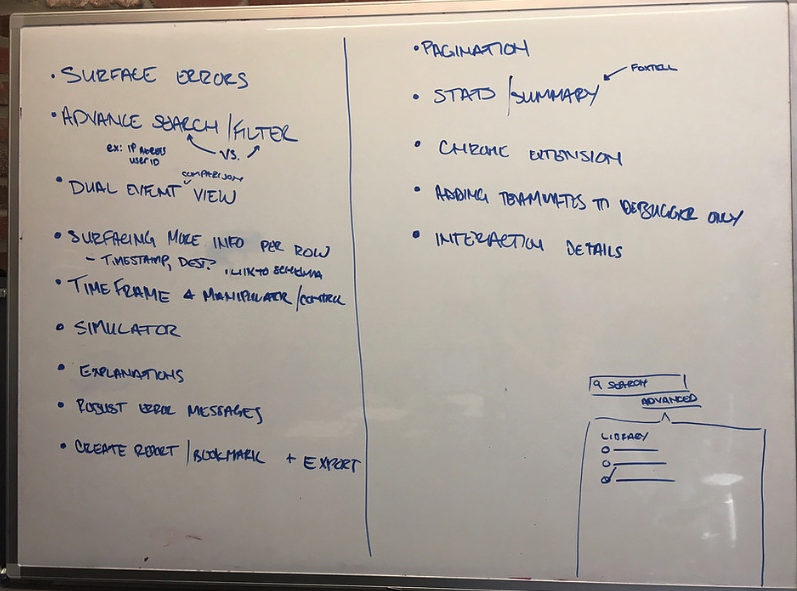 • SURFACE ERRORS
• ADVANCE SEARCH / FILTER
VS.
ex: IP ADDRESS
USER ID
COMPARISON
• DUAL EVENT VIEW
• SURFACING MORE INFO PER ROW
– TIMESTAMP, DEST?, LINK TO SCHEMA
• TIMEFRAME & MANIPULATOR/CONTROL
• SIMULATOR
• EXPLANATIONS
• ROBUST ERROR MESSAGES
• CREATE REPORT / BOOKMARK + EXPORT
• PAGINATION
FOXTELL
• STATS / SUMMARY
• CHROME EXTENSION
• ADDING TEAMMATES TO DEBUGGER ONLY
• INTERACTION DETAILS
SEARCH
ADVANCED
LIBRARY